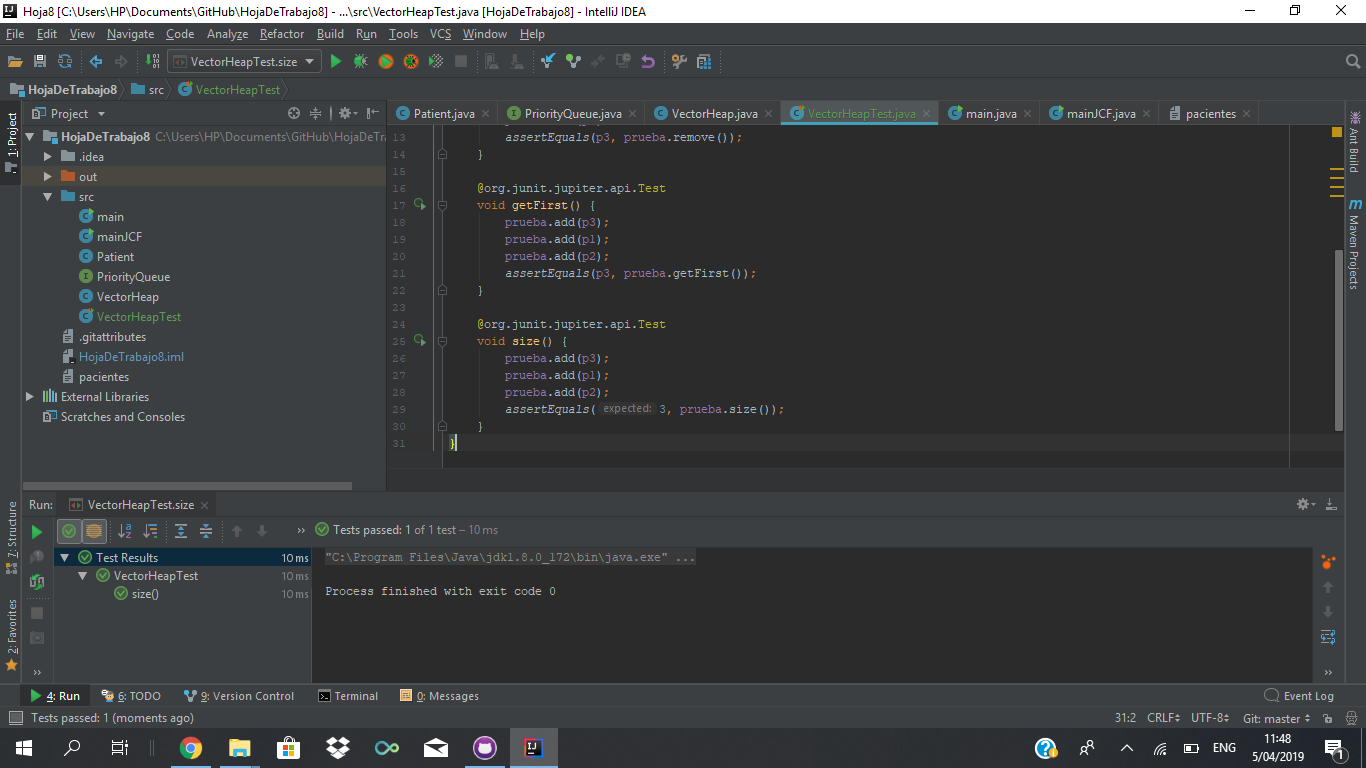 Hoja8 [C:\Users\HP\Documents\GitHub\HojaDeTrabajo8] - ...\src\VectorHeapTest.java [HojaDeTrabajo8] - IntelliJ IDEA
File Edit View Navigate Code Analyze Refactor Build Run Tools VCS Window Help
VectorHeapTest.size
HojaDeTrabajo8 src VectorHeapTest
Project
Patient.java PriorityQueue.java VectorHeap.java VectorHeapTest.java main.java mainJCF.java pacientes
1: Project
HojaDeTrabajo8 C:\Users\HP\Documents\GitHub\HojaDeTra
.idea
out
src
main
mainJCF
Patient
PriorityQueue
VectorHeap
VectorHeapTest
.gitattributes
HojaDeTrabajo8.iml
pacientes
External Libraries
Scratches and Consoles
13 assertEquals(p3, prueba.remove());
14 }
15
16 @org.junit.jupiter.api.Test
17 void getFirst() {
18 prueba.add(p3);
19 prueba.add(p1);
20 prueba.add(p2);
21 assertEquals(p3, prueba.getFirst());
22 }
23
24 @org.junit.jupiter.api.Test
25 void size() {
26 prueba.add(p3);
27 prueba.add(p1);
28 prueba.add(p2);
29 assertEquals( expected: 3, prueba.size());
30 }
31 }
Ant Build
Maven Projects
7: Structure
2: Favorites
Run: VectorHeapTest.size
Tests passed: 1 of 1 test – 10 ms
Test Results 10 ms
VectorHeapTest 10 ms
size() 10 ms
"C:\Program Files\Java\jdk1.8.0_172\bin\java.exe" ...
Process finished with exit code 0
4: Run 6: TODO 9: Version Control Terminal 0: Messages Event Log
Tests passed: 1 (moments ago) 31:2 CRLF UTF-8 Git: master
ENG
11:48
5/04/2019
1